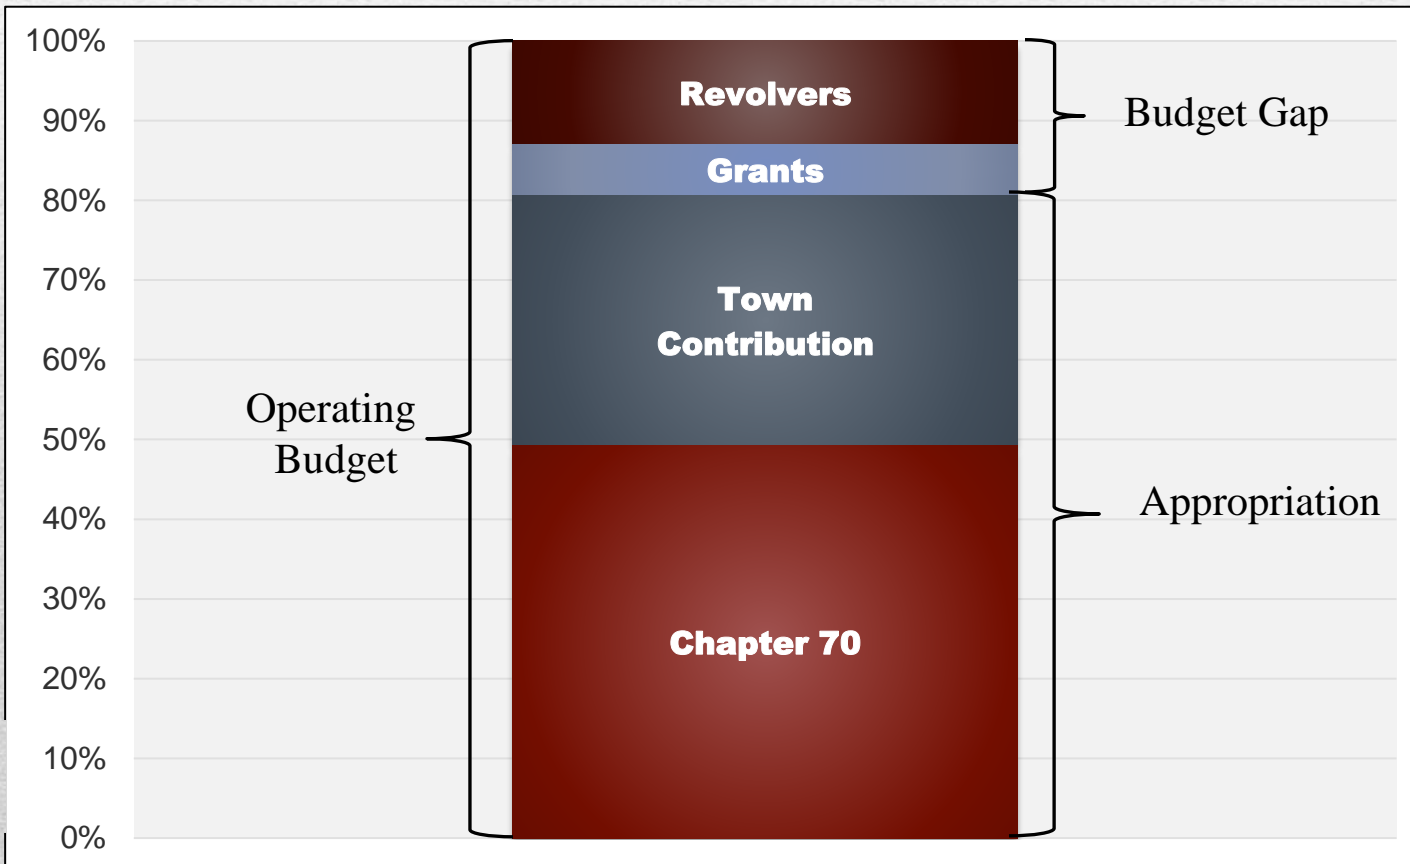 100%
90%
80%
70%
60%
50%
40%
30%
20%
10%
0%
Operating
Budget
Revolvers
Grants
Town
Contribution
Chapter 70
Budget Gap
Appropriation